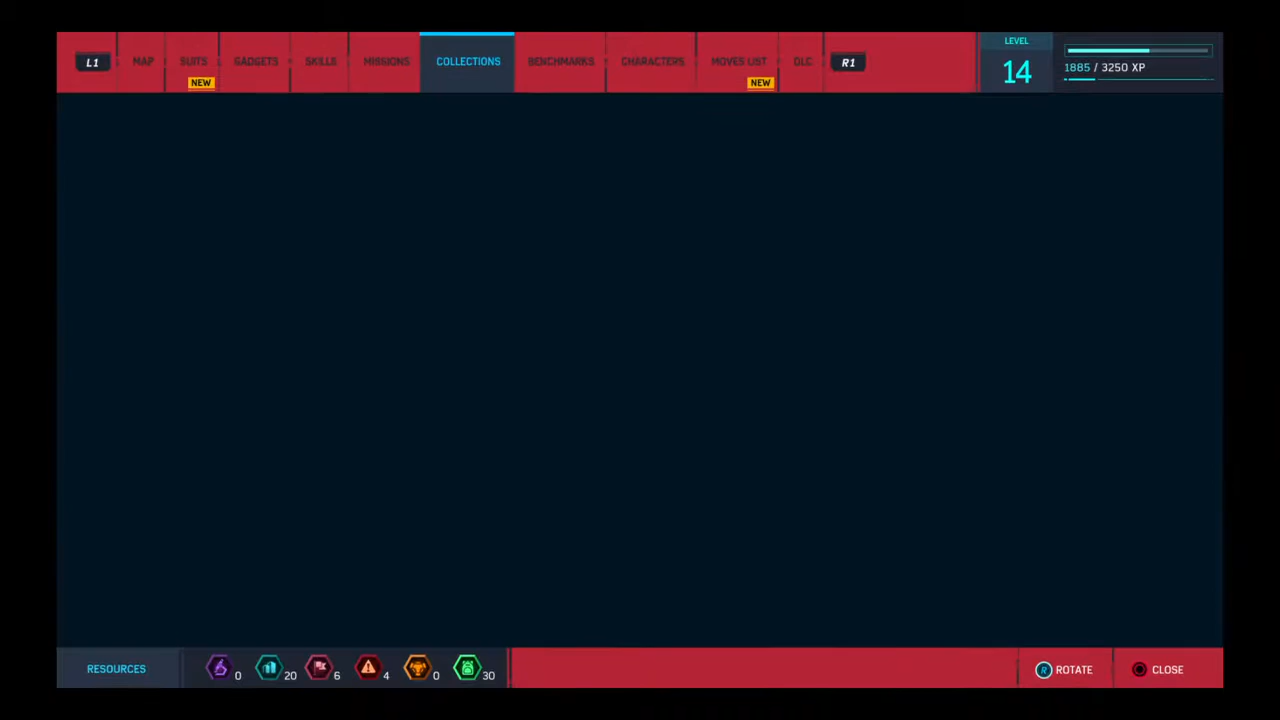 L1 MAP SUITS GADGETS SKILLS MISSIONS COLLECTIONS BENCHMARKS CHARACTERS MOVES LIST DLC R1
NEW NEW
LEVEL
14
1885 / 3250 XP
RESOURCES 0 20 6 4 0 30 R ROTATE CLOSE